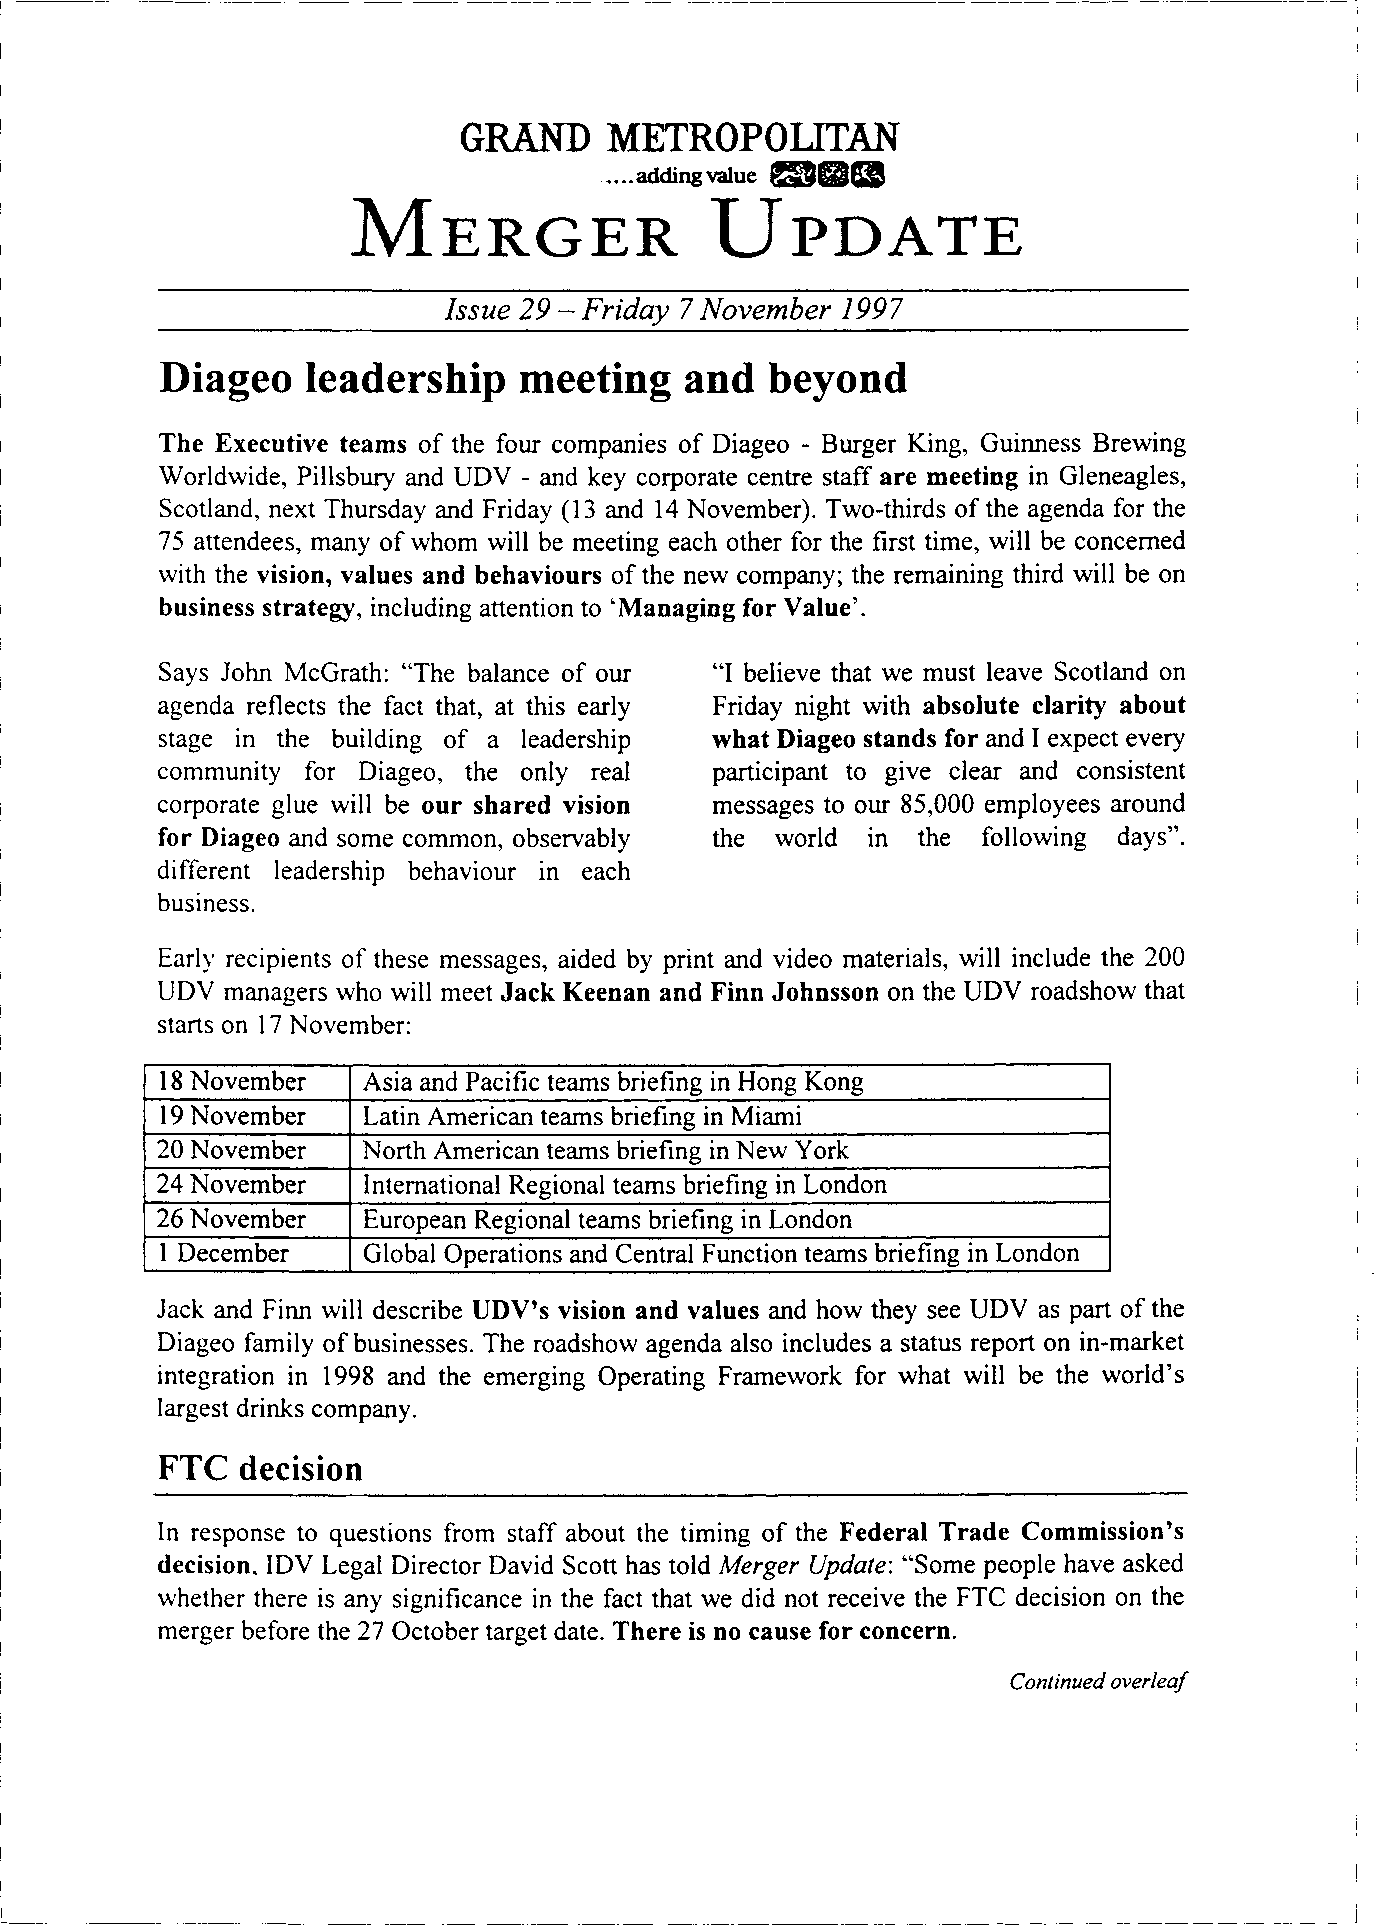 GRAND METROPOLITAN
....adding value
MERGER UPDATE
Issue 29 – Friday 7 November 1997
Diageo leadership meeting and beyond
The Executive teams of the four companies of Diageo - Burger King, Guinness Brewing
Worldwide, Pillsbury and UDV - and key corporate centre staff are meeting in Gleneagles,
Scotland, next Thursday and Friday (13 and 14 November). Two-thirds of the agenda for the
75 attendees, many of whom will be meeting each other for the first time, will be concerned
with the vision, values and behaviours of the new company; the remaining third will be on
business strategy, including attention to ‘Managing for Value’.
Says John McGrath: “The balance of our
agenda reflects the fact that, at this early
stage in the building of a leadership
community for Diageo, the only real
corporate glue will be our shared vision
for Diageo and some common, observably
different leadership behaviour in each
business.
“I believe that we must leave Scotland on
Friday night with absolute clarity about
what Diageo stands for and I expect every
participant to give clear and consistent
messages to our 85,000 employees around
the world in the following days”.
Early recipients of these messages, aided by print and video materials, will include the 200
UDV managers who will meet Jack Keenan and Finn Johnsson on the UDV roadshow that
starts on 17 November:
18 November Asia and Pacific teams briefing in Hong Kong
19 November Latin American teams briefing in Miami
20 November North American teams briefing in New York
24 November International Regional teams briefing in London
26 November European Regional teams briefing in London
1 December Global Operations and Central Function teams briefing in London
Jack and Finn will describe UDV’s vision and values and how they see UDV as part of the
Diageo family of businesses. The roadshow agenda also includes a status report on in-market
integration in 1998 and the emerging Operating Framework for what will be the world’s
largest drinks company.
FTC decision
In response to questions from staff about the timing of the Federal Trade Commission’s
decision, IDV Legal Director David Scott has told Merger Update: “Some people have asked
whether there is any significance in the fact that we did not receive the FTC decision on the
merger before the 27 October target date. There is no cause for concern.
Continued overleaf